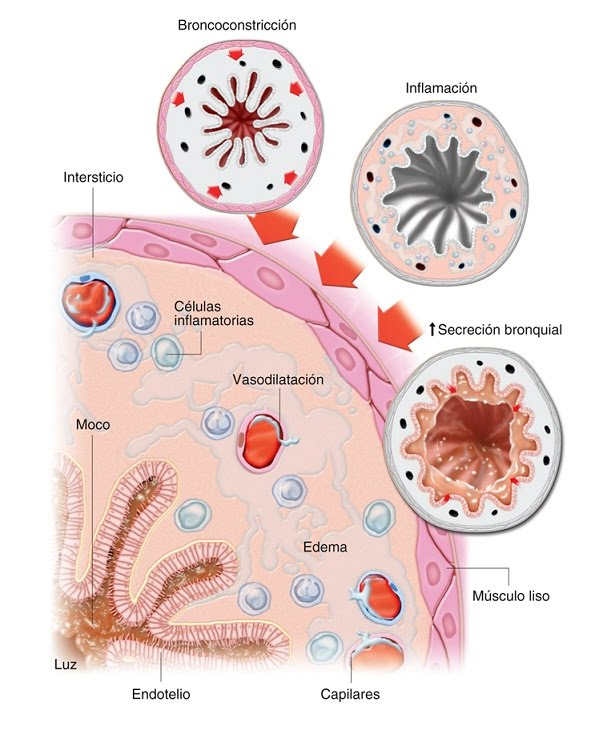 Broncoconstricción
Inflamación
Intersticio
Células
inflamatorias
↑Secreción bronquial
Vasodilatación
Moco
Edema
Músculo liso
Luz
Endotelio
Capilares